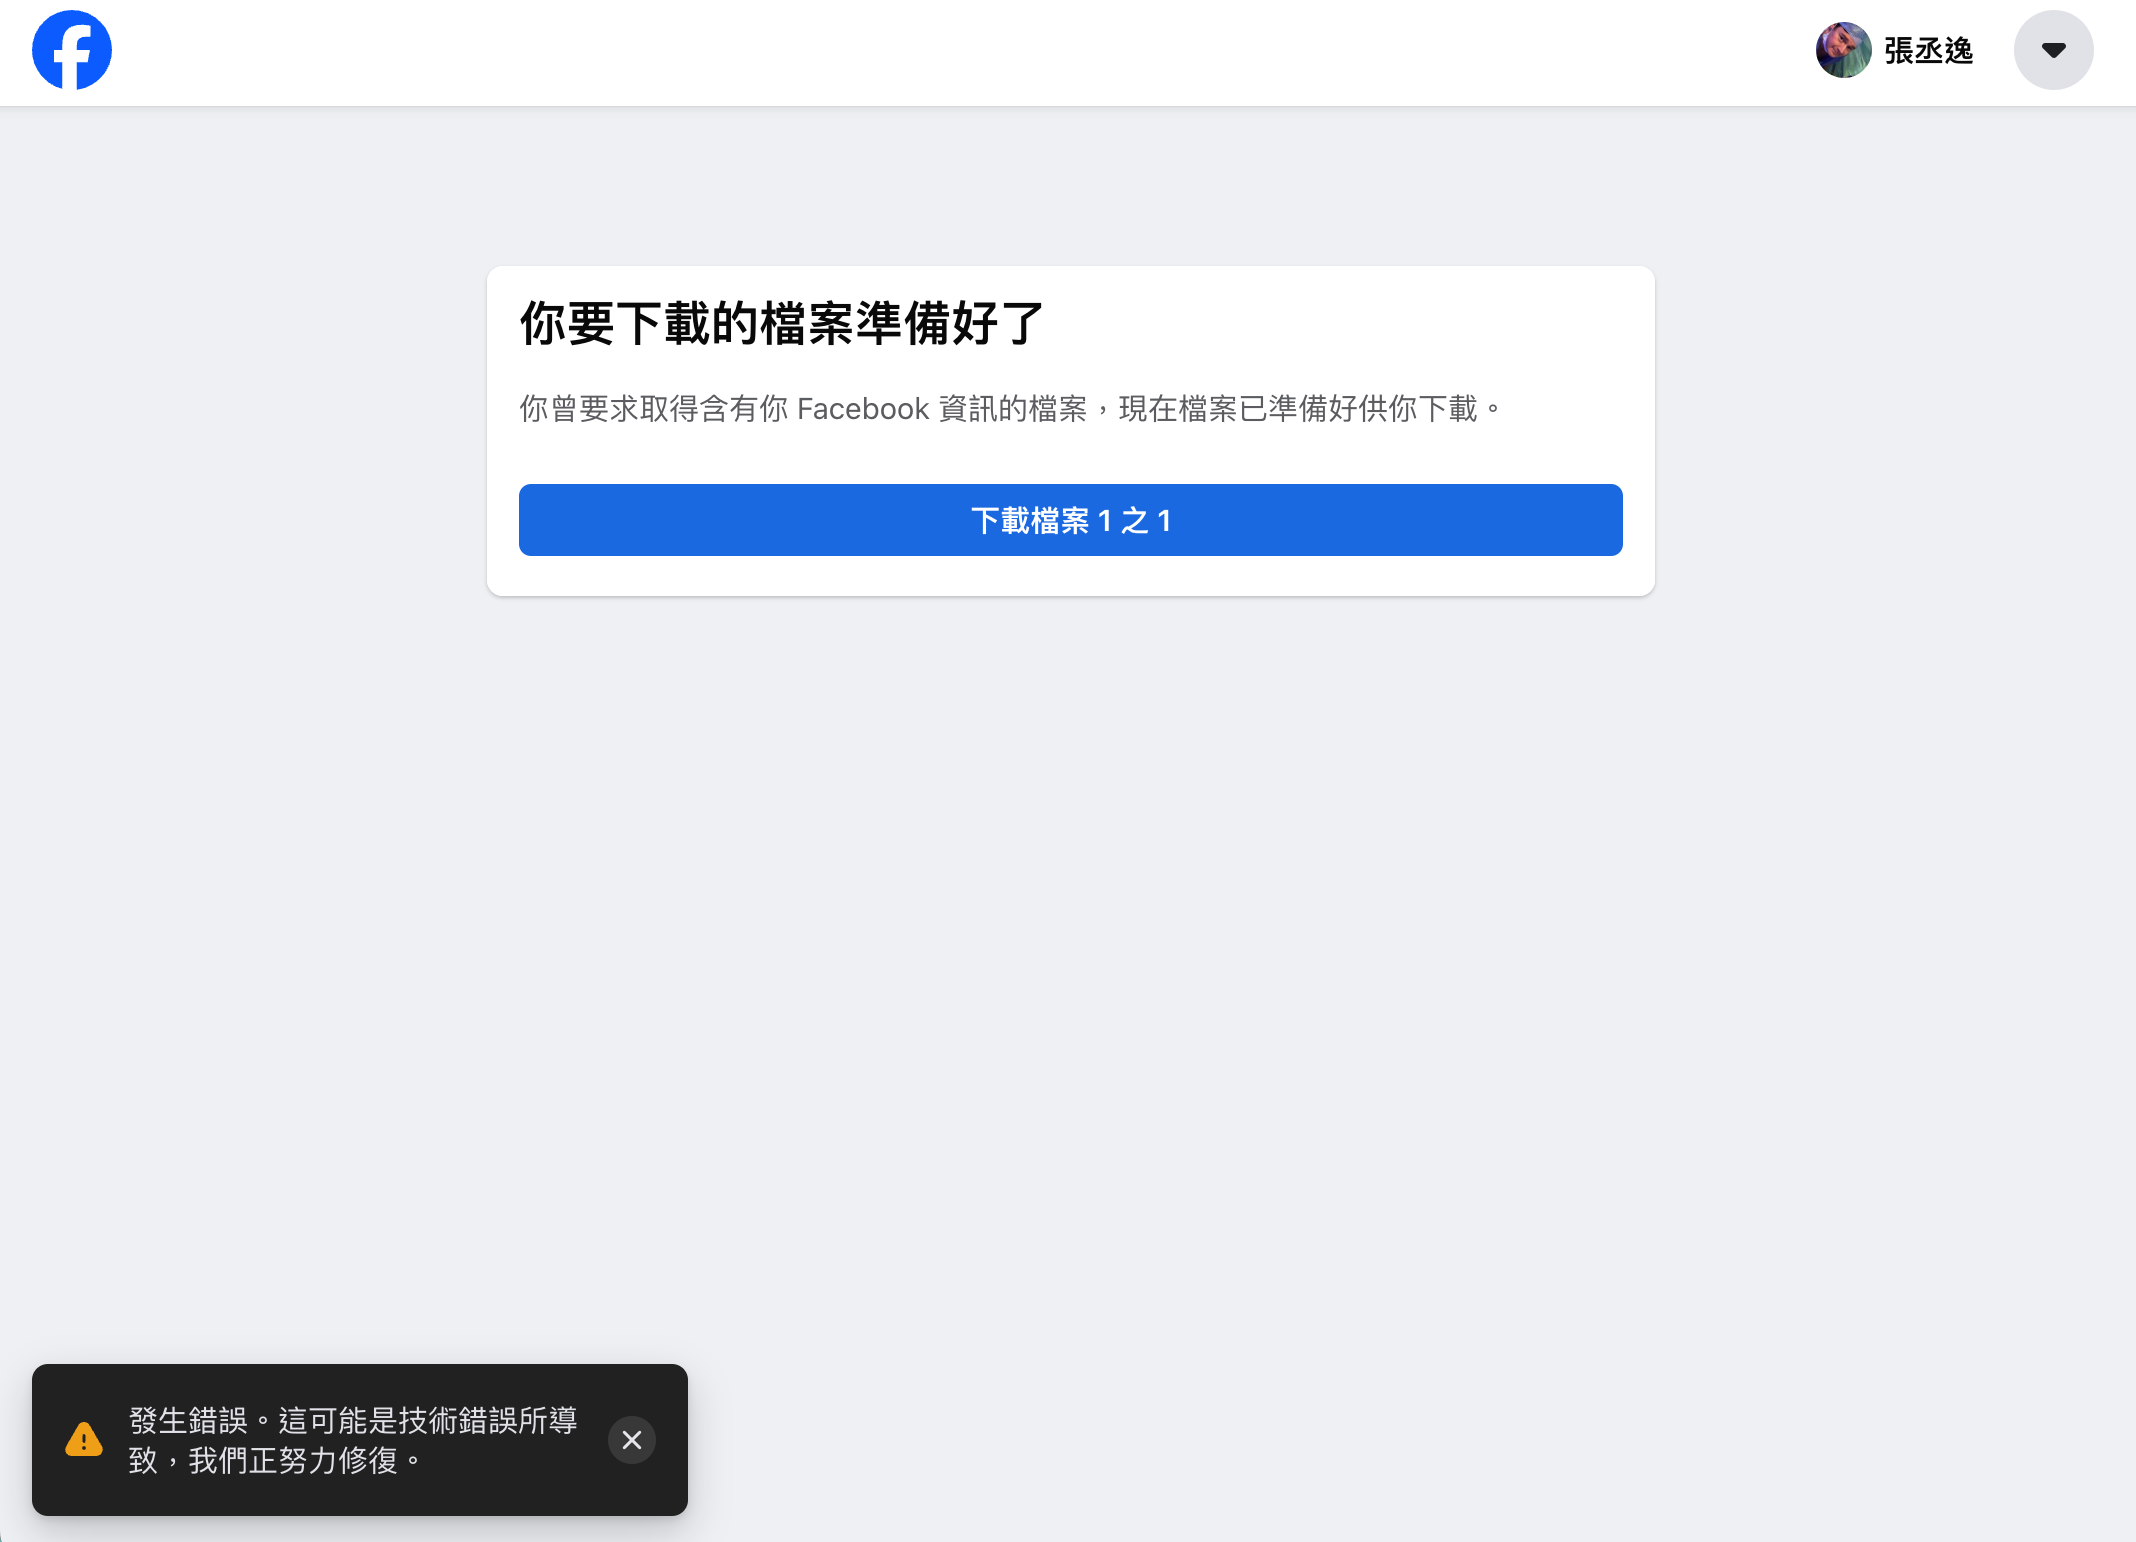 張丞逸
你要下載的檔案準備好了
你曾要求取得含有你 Facebook 資訊的檔案，現在檔案已準備好供你下載。
下載檔案 1 之 1
發生錯誤。這可能是技術錯誤所導
致，我們正努力修復。